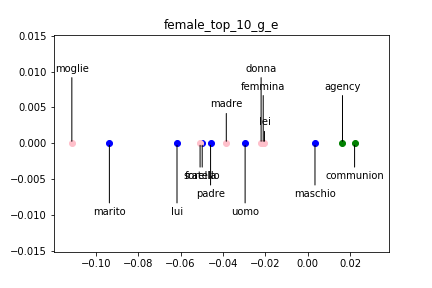 female_top_10_g_e
0.015
0.010
0.005
0.000
−0.005
−0.010
−0.015
moglie
donna
femmina
agency
madre
lei
padre
communion
maschio
marito
lui
uomo
−0.10
−0.08
−0.06
−0.04
−0.02
0.00
0.02